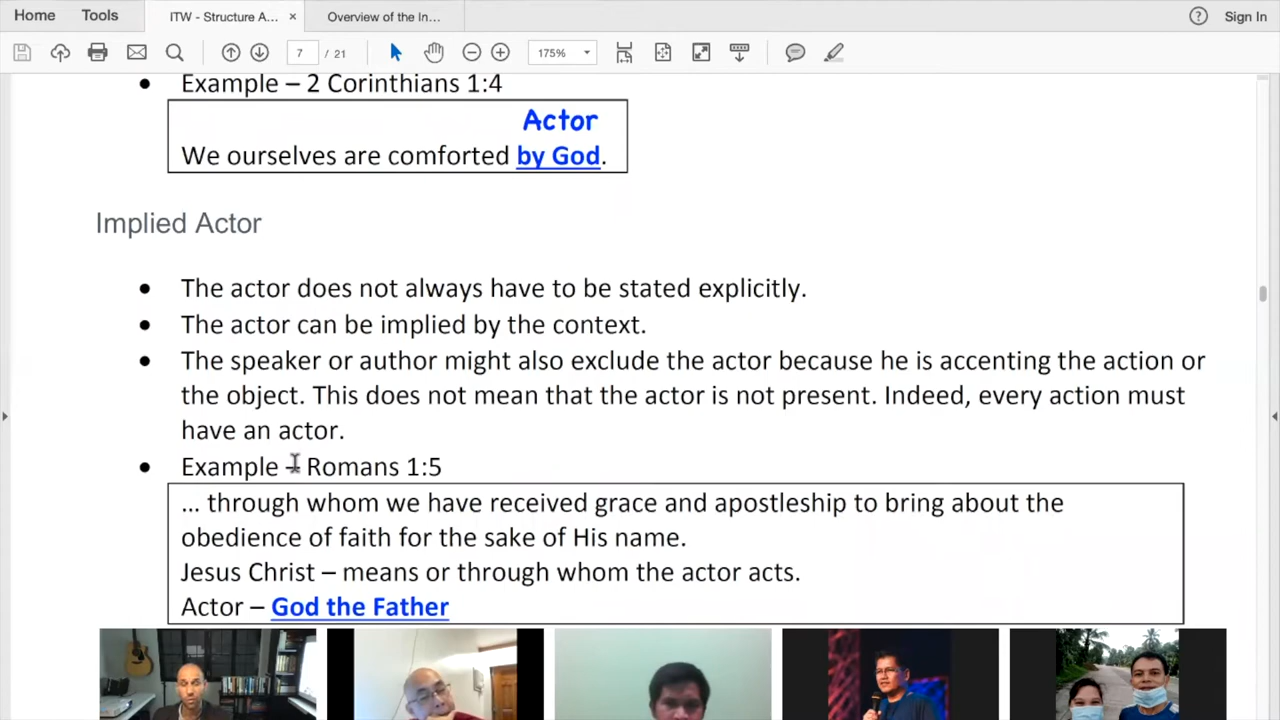 Home Tools ITW - Structure A... × Overview of the In... ? Sign In
7 / 21 175%
• Example – 2 Corinthians 1:4
Actor
We ourselves are comforted by God.
Implied Actor
• The actor does not always have to be stated explicitly.
• The actor can be implied by the context.
• The speaker or author might also exclude the actor because he is accenting the action or
the object. This does not mean that the actor is not present. Indeed, every action must
have an actor.
• Example – Romans 1:5
... through whom we have received grace and apostleship to bring about the
obedience of faith for the sake of His name.
Jesus Christ – means or through whom the actor acts.
Actor – God the Father